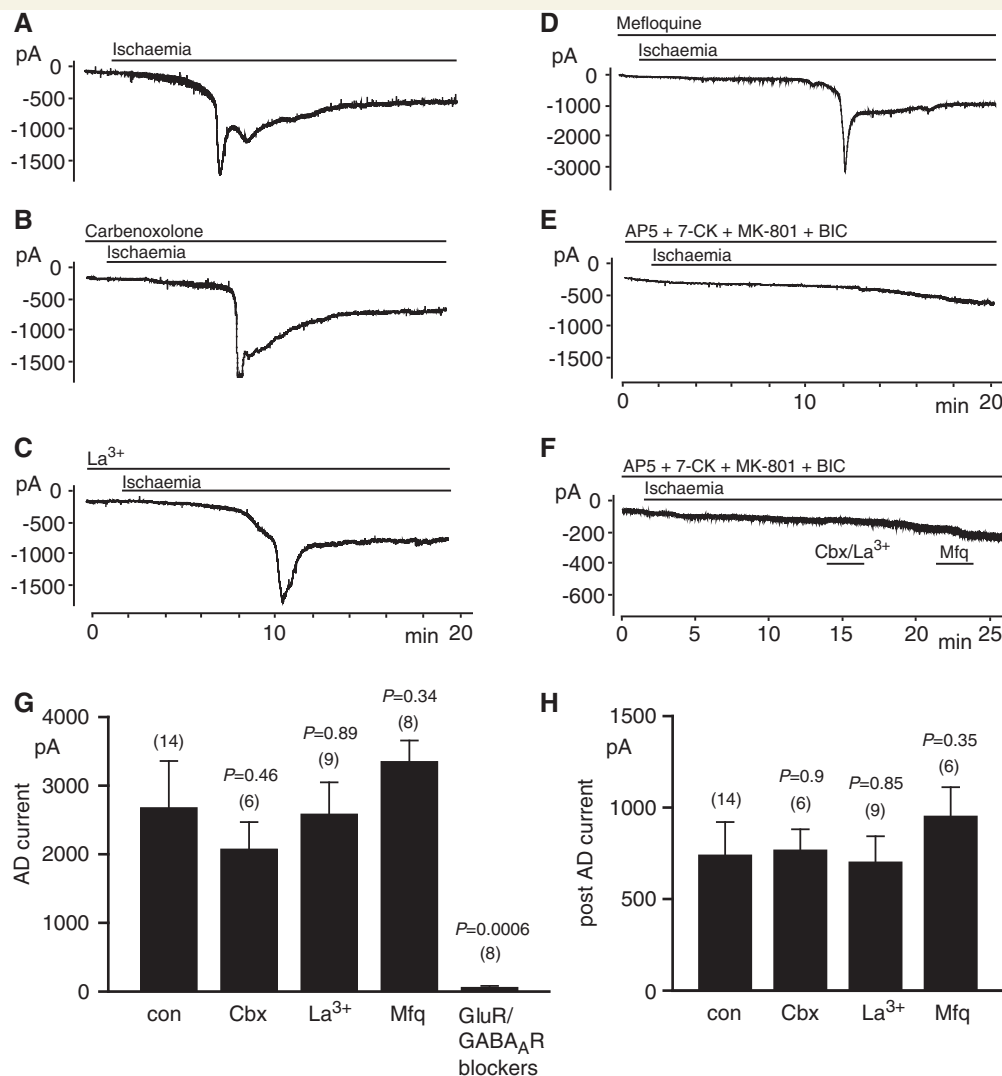 A
pA
Ischaemia
0
-500
-1000
-1500
B
Carbenoxolone
pA
Ischaemia
0
-500
-1000
-1500
C
La³⁺
pA
Ischaemia
0
-500
-1000
-1500
0 10 min 20
D
Mefloquine
pA
Ischaemia
0
-1000
-2000
-3000
E
AP5 + 7-CK + MK-801 + BIC
pA
Ischaemia
0
-500
-1000
-1500
0 10 min 20
F
AP5 + 7-CK + MK-801 + BIC
pA
Ischaemia
0
-200
-400
-600
Cbx/La³⁺ Mfq
0 5 10 15 20 min 25
G
4000
pA
3000
2000
1000
0
AD current
(14)
P=0.46
(6)
P=0.89
(9)
P=0.34
(8)
P=0.0006
(8)
con Cbx La³⁺ Mfq GluR/
GABAAR
blockers
H
1500
pA
1000
500
0
post AD current
(14)
P=0.9
(6)
P=0.85
(9)
P=0.35
(6)
con Cbx La³⁺ Mfq